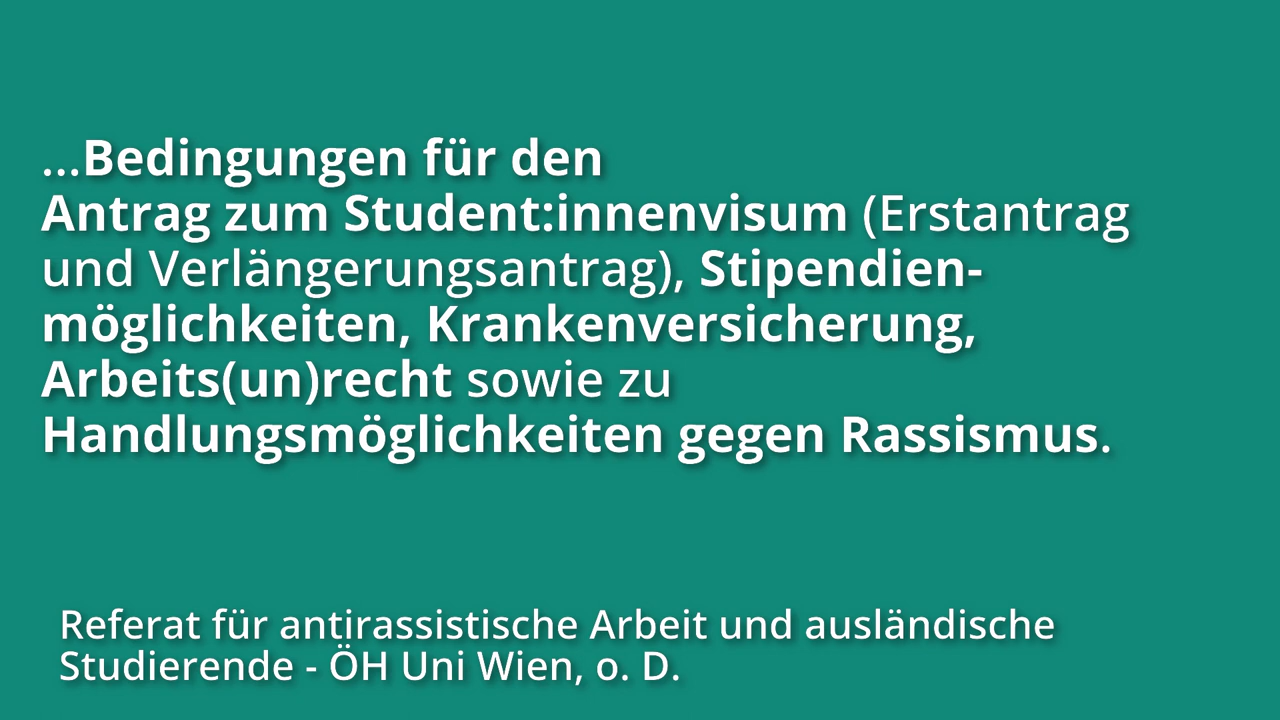 ...Bedingungen für den
Antrag zum Student:innenvisum (Erstantrag
und Verlängerungsantrag), Stipendien-
möglichkeiten, Krankenversicherung,
Arbeits(un)recht sowie zu
Handlungsmöglichkeiten gegen Rassismus.
Referat für antirassistische Arbeit und ausländische
Studierende - ÖH Uni Wien, o. D.